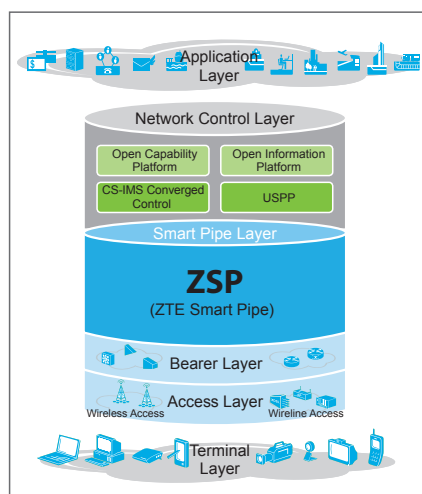 Application
Layer
$
Network Control Layer
Open Capability
Platform
Open Information
Platform
CS-IMS Converged
Control
USPP
Smart Pipe Layer
ZSP
(ZTE Smart Pipe)
Bearer Layer
Access Layer
Wireless Access
Wireline Access
Terminal
Layer